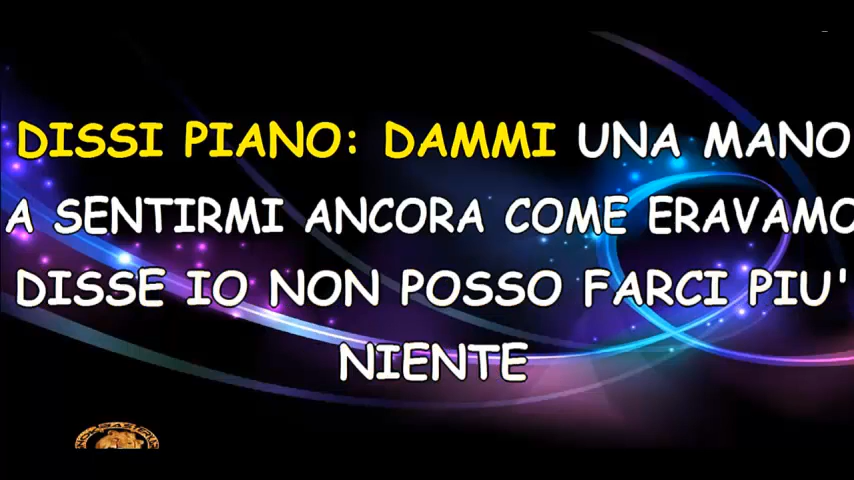 DISSI PIANO: DAMMI UNA MANO
A SENTIRMI ANCORA COME ERAVAMO
DISSE IO NON POSSO FARCI PIU'
NIENTE